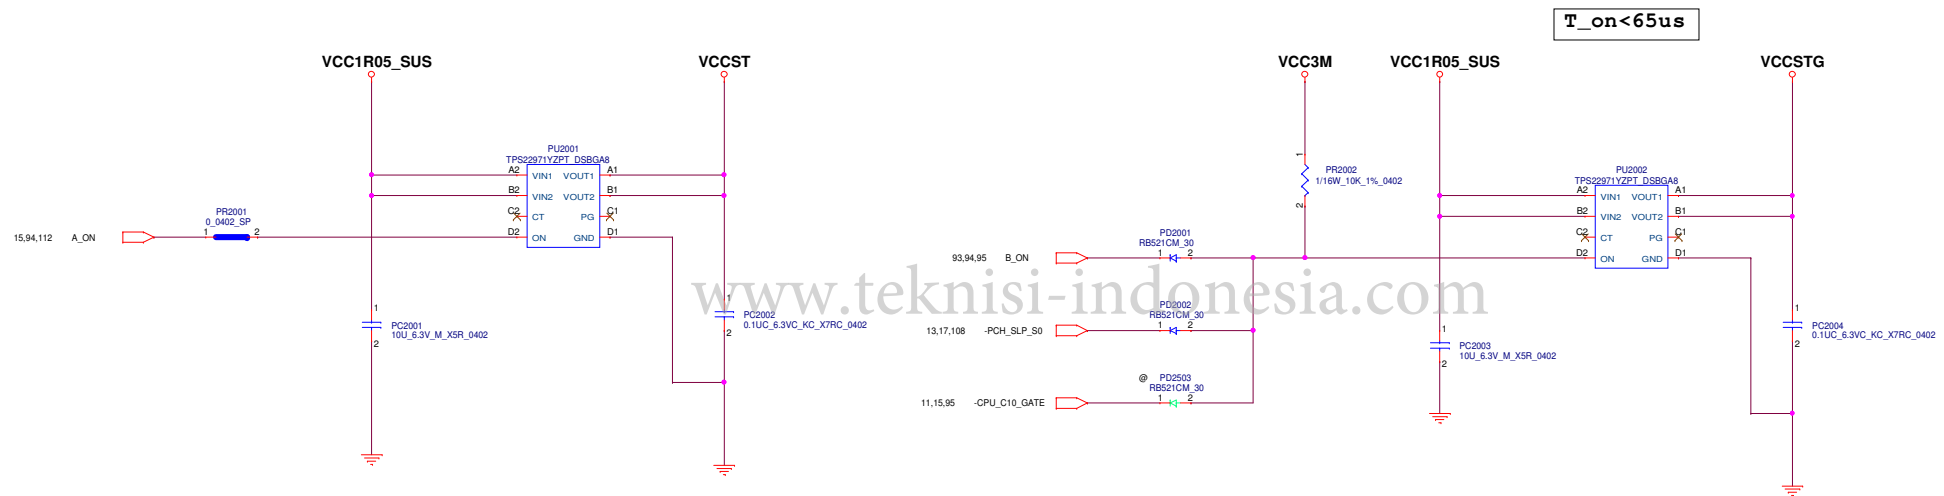 T_on<65us
VCC1R05_SUS
VCCST
VCC3M
VCC1R05_SUS
VCCSTG
PU2001
TPS22971YZPT_DSBGA8
A2 VIN1 VOUT1 A1
B2 VIN2 VOUT2 B1
C2 CT PG C1
D2 ON GND D1
PR2001
0_0402_SP
1 2
15,94,112 A_ON
1
PC2001
10U_6.3V_M_X5R_0402
2
1
PC2002
0.1UC_6.3VC_KC_X7RC_0402
2
1
PR2002
1/16W_10K_1%_0402
2
PU2002
TPS22971YZPT_DSBGA8
A2 VIN1 VOUT1 A1
B2 VIN2 VOUT2 B1
C2 CT PG C1
D2 ON GND D1
PD2001
RB521CM_30
1 2
93,94,95 B_ON
PD2002
RB521CM_30
1 2
13,17,108 -PCH_SLP_S0
@ PD2503
RB521CM_30
1 2
11,15,95 -CPU_C10_GATE
1
PC2003
10U_6.3V_M_X5R_0402
2
1
PC2004
0.1UC_6.3VC_KC_X7RC_0402
2
www.teknisi-indonesia.com